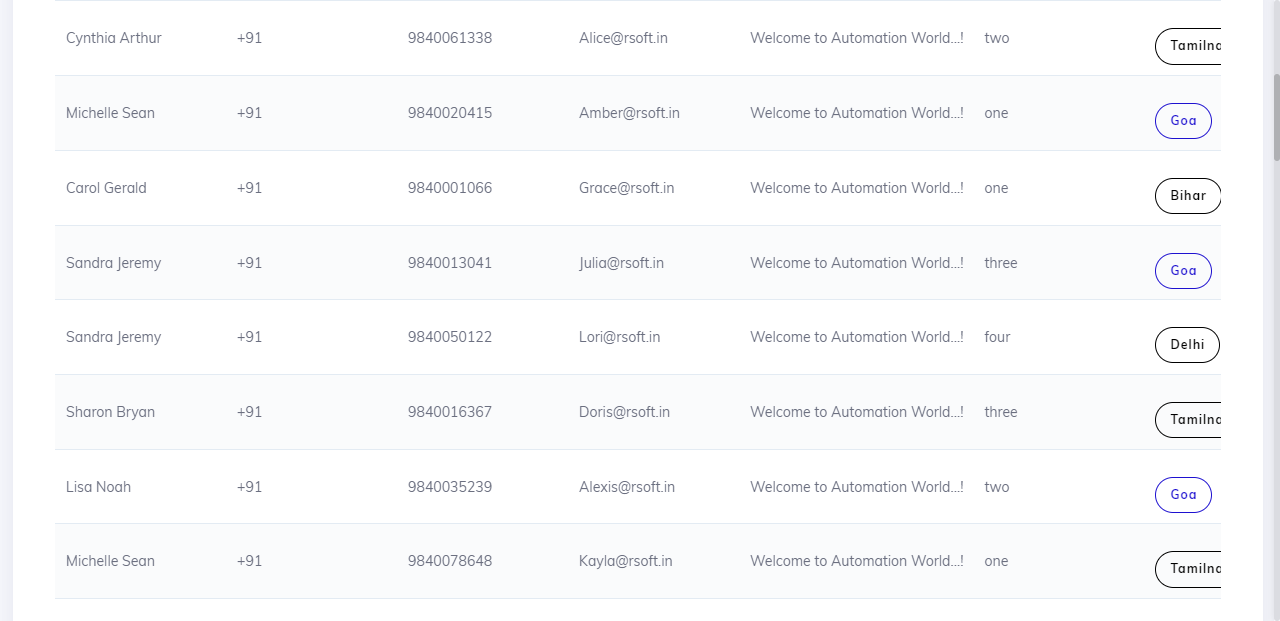 Cynthia Arthur +91 9840061338 Alice@rsoft.in Welcome to Automation World...! two Tamilna
Michelle Sean +91 9840020415 Amber@rsoft.in Welcome to Automation World...! one Goa
Carol Gerald +91 9840001066 Grace@rsoft.in Welcome to Automation World...! one Bihar
Sandra Jeremy +91 9840013041 Julia@rsoft.in Welcome to Automation World...! three Goa
Sandra Jeremy +91 9840050122 Lori@rsoft.in Welcome to Automation World...! four Delhi
Sharon Bryan +91 9840016367 Doris@rsoft.in Welcome to Automation World...! three Tamilna
Lisa Noah +91 9840035239 Alexis@rsoft.in Welcome to Automation World...! two Goa
Michelle Sean +91 9840078648 Kayla@rsoft.in Welcome to Automation World...! one Tamilna